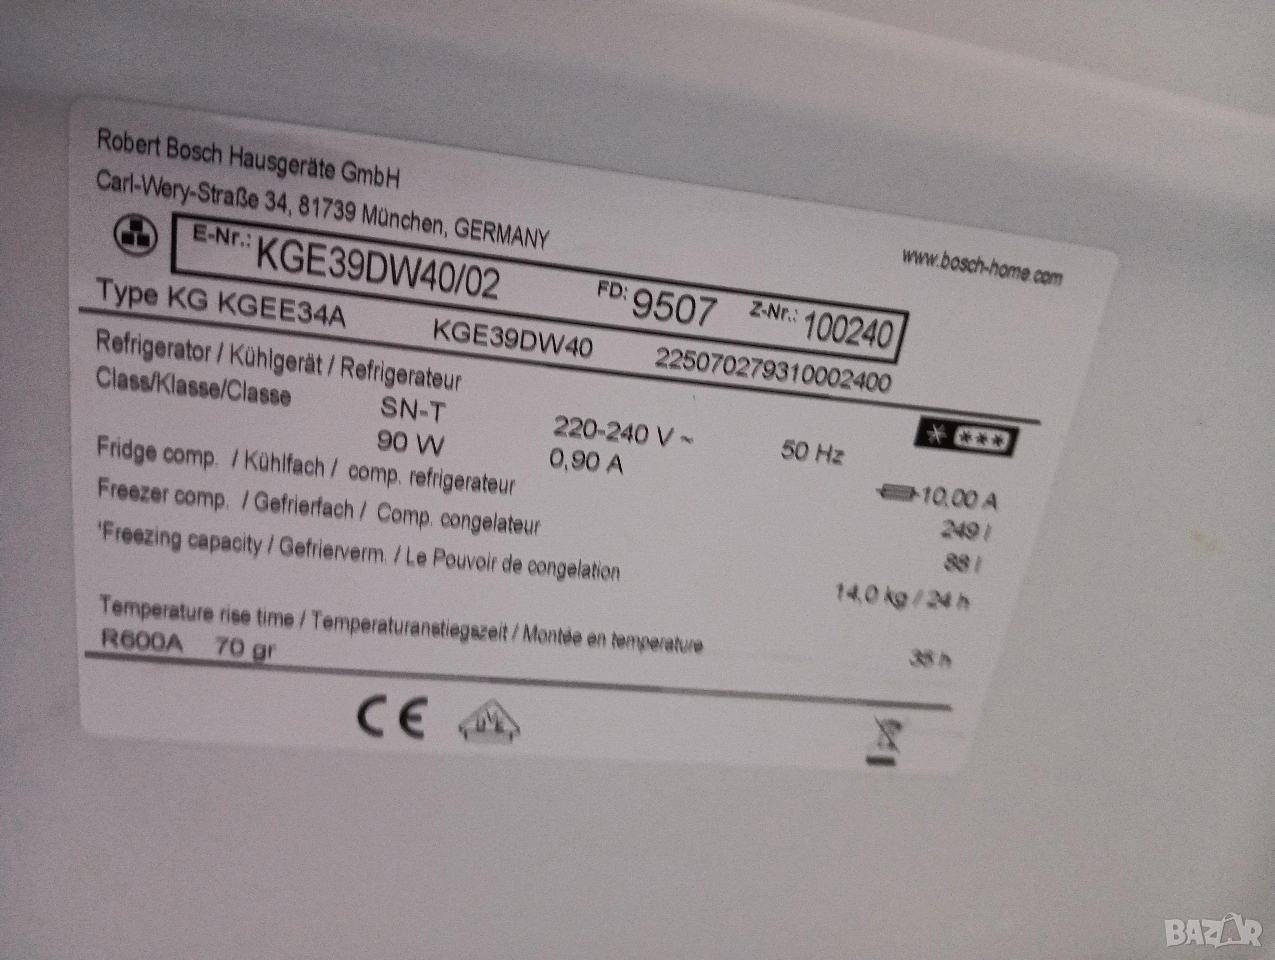 Robert Bosch Hausgeräte GmbH
Carl-Wery-Straße 34, 81739 München, GERMANY
www.bosch-home.com
E-Nr.: KGE39DW40/02 FD: 9507 Z-Nr.: 100240
Type KG KGEE34A KGE39DW40 225070279310002400
Refrigerator / Kühlgerät / Refrigerateur
Class/Klasse/Classe SN-T 220-240 V ~ 50 Hz
90 W 0,90 A 10,00 A
Fridge comp. / Kühlfach / comp. refrigerateur 249 l
Freezer comp. / Gefrierfach / Comp. congelateur 88 l
'Freezing capacity / Gefrierverm. / Le Pouvoir de congelation 14,0 kg / 24 h
Temperature rise time / Temperaturanstiegszeit / Montée en temperature 35 h
R600A 70 gr
CE
BAZAR